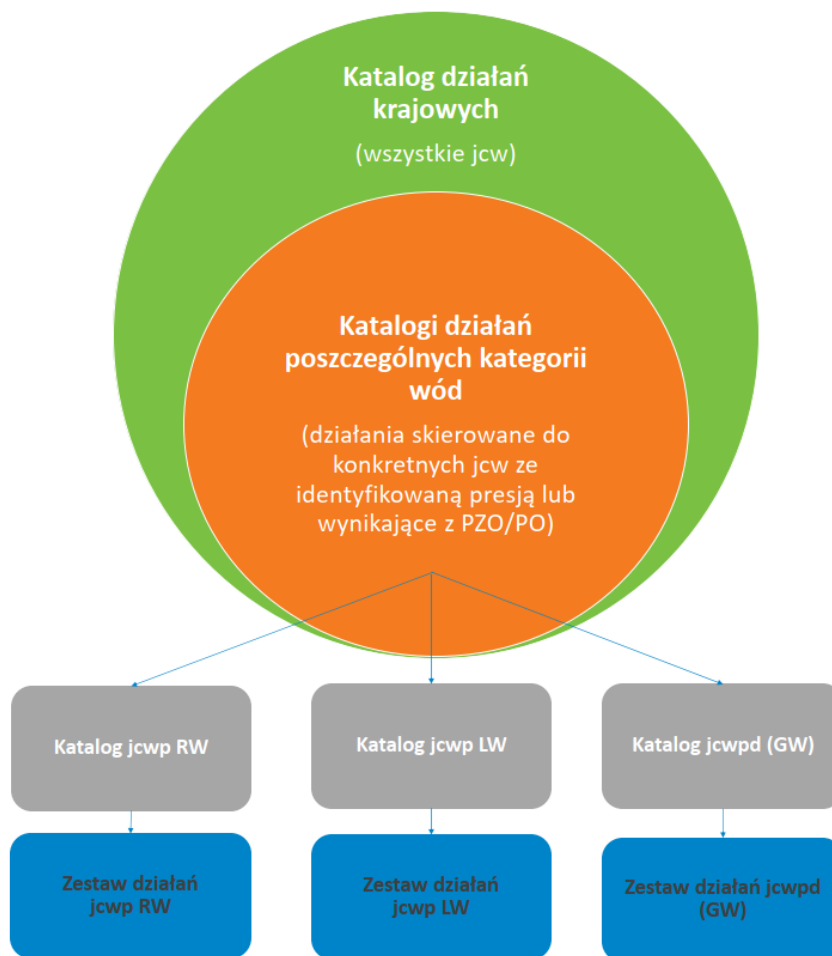 Katalog działań
krajowych
(wszystkie jcw)
Katalogi działań
poszczególnych kategorii
wód
(działania skierowane do
konkretnych jcw ze
identyfikowaną presją lub
wynikające z PZO/PO)
Katalog jcwp RW
Katalog jcwp LW
Katalog jcwpd (GW)
Zestaw działań
jcwp RW
Zestaw działań
jcwp LW
Zestaw działań jcwpd
(GW)